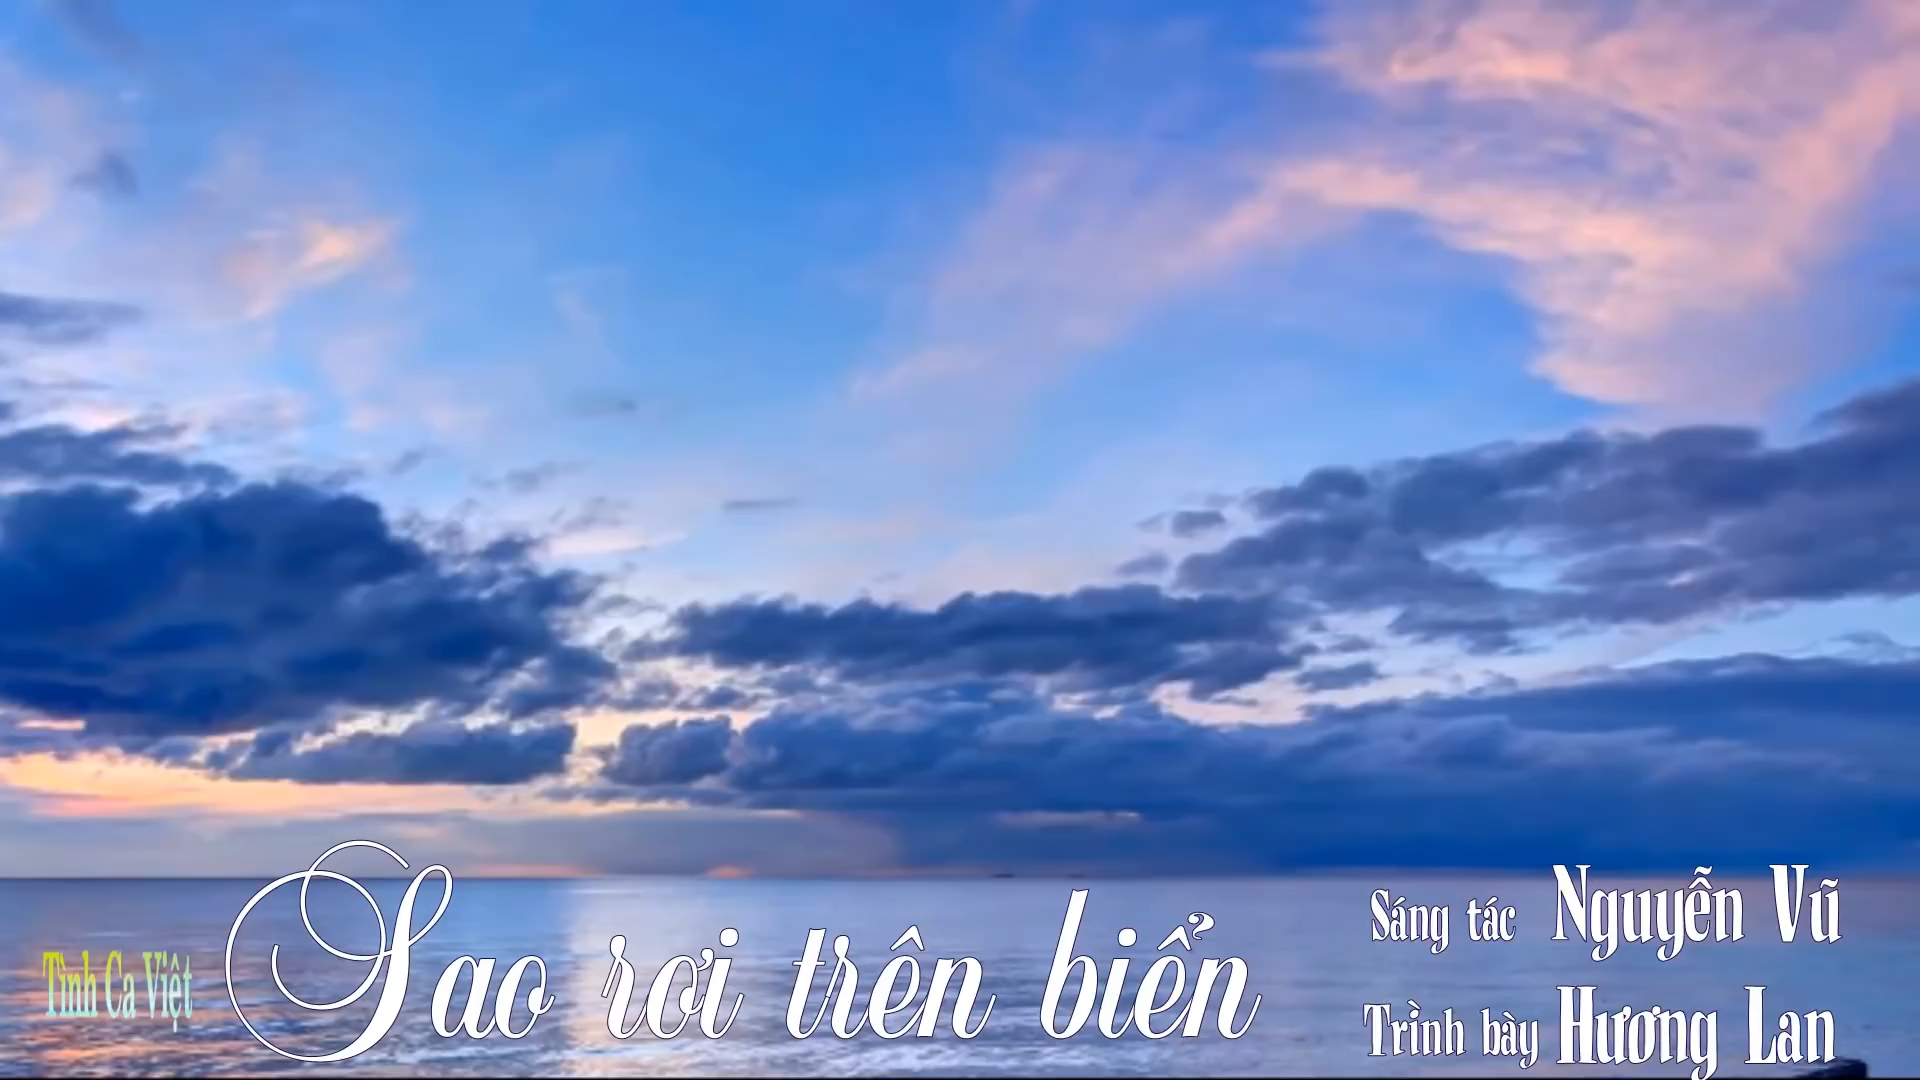 Tình Ca Việt
Sao rơi trên biển
Sáng tác Nguyễn Vũ
Trình bày Hương Lan